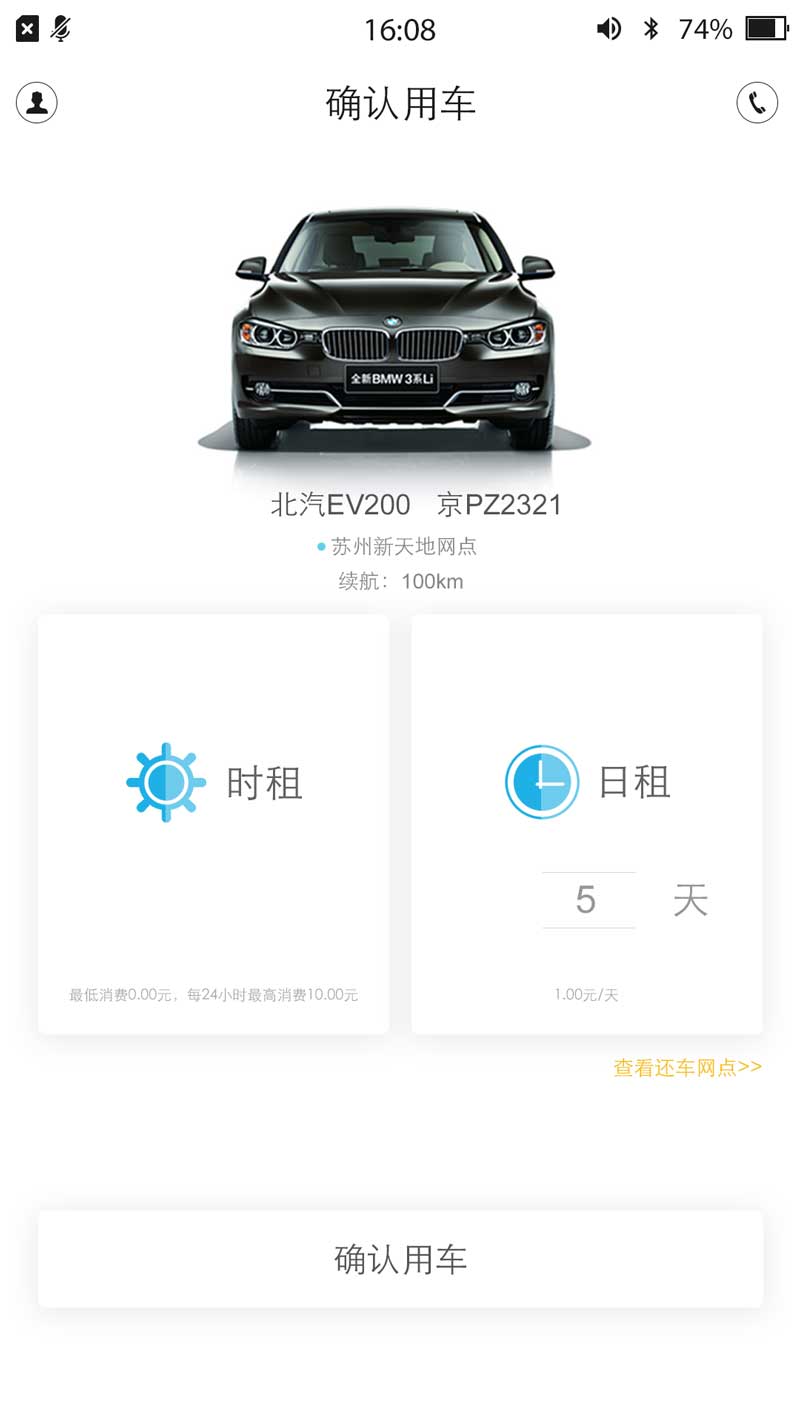 16:08
74%
确认用车
全新BMW 3系Li
北汽EV200 京PZ2321
苏州新天地网点
续航：100km
时租
日租
5 天
最低消费0.00元，每24小时最高消费10.00元
1.00元/天
查看还车网点>>
确认用车